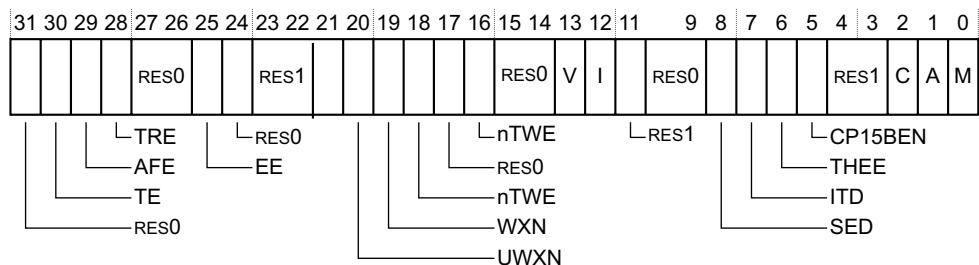 31 30 29 28 27 26 25 24 23 22 21 20 19 18 17 16 15 14 13 12 11 9 8 7 6 5 4 3 2 1 0
RES0 RES1 RES0 V I RES0 RES1 C A M
TRE RES0 nTWE RES1 CP15BEN
AFE EE RES0 THEE
TE nTWE ITD
RES0 WXN SED
UWXN